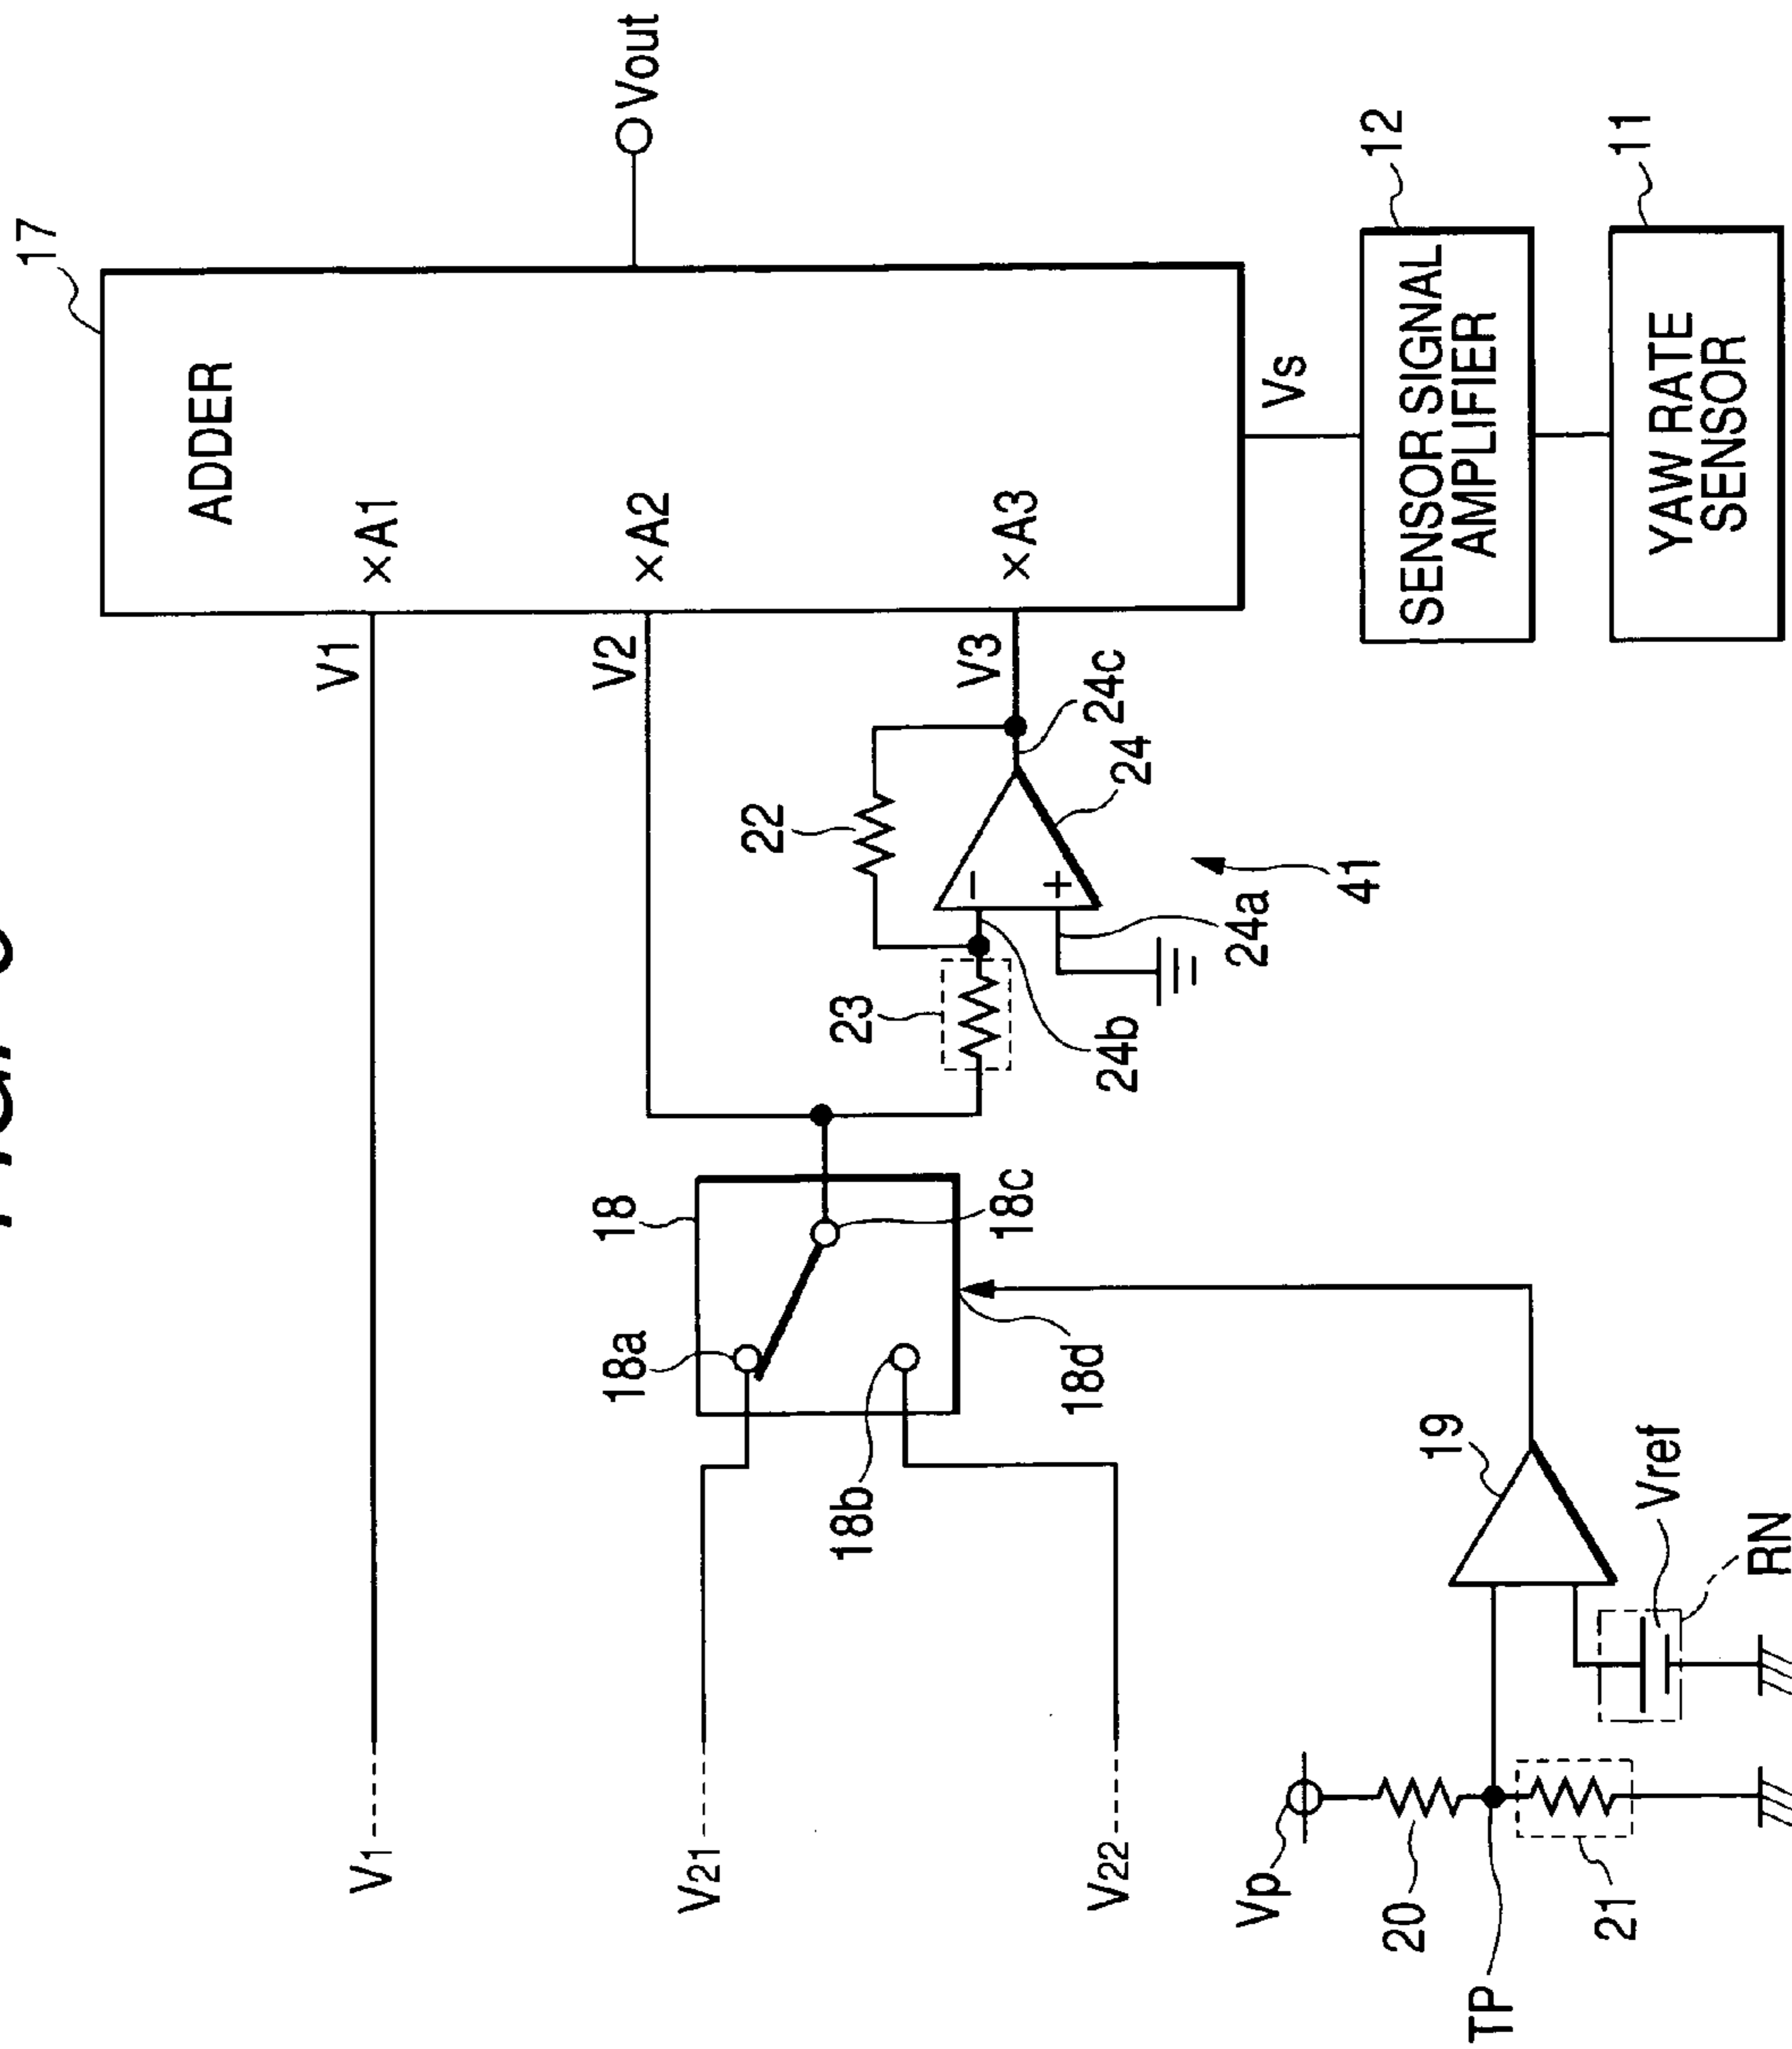 17
ADDER
Vout
V1
×A1
V2
×A2
V3
×A3
Vs
12
SENSOR SIGNAL
AMPLIFIER
11
YAW RATE
SENSOR
22
23
24
24a
24b
24c
41
18
18a
18b
18c
18d
V1
V21
V22
Vp
20
TP
21
19
Vref
RN
−
+